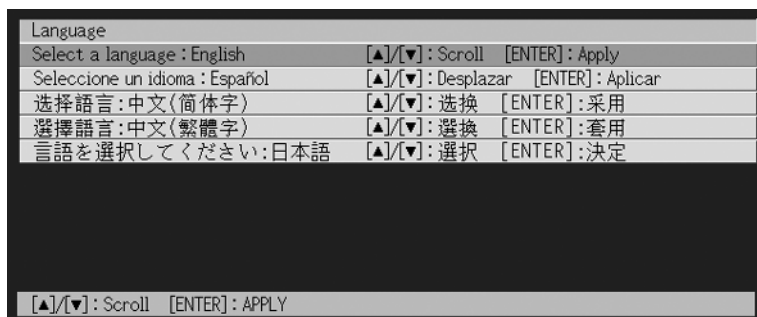 Language
Select a language : English [▲]/[▼] : Scroll [ENTER] : Apply
Seleccione un idioma : Español [▲]/[▼] : Desplazar [ENTER] : Aplicar
选择語言:中文(简体字) [▲]/[▼] : 选换 [ENTER] :采用
選擇語言:中文(繁體字) [▲]/[▼] : 選換 [ENTER] :套用
言語を選択してください:日本語 [▲]/[▼] : 選択 [ENTER] :決定
[▲]/[▼] : Scroll [ENTER] : APPLY